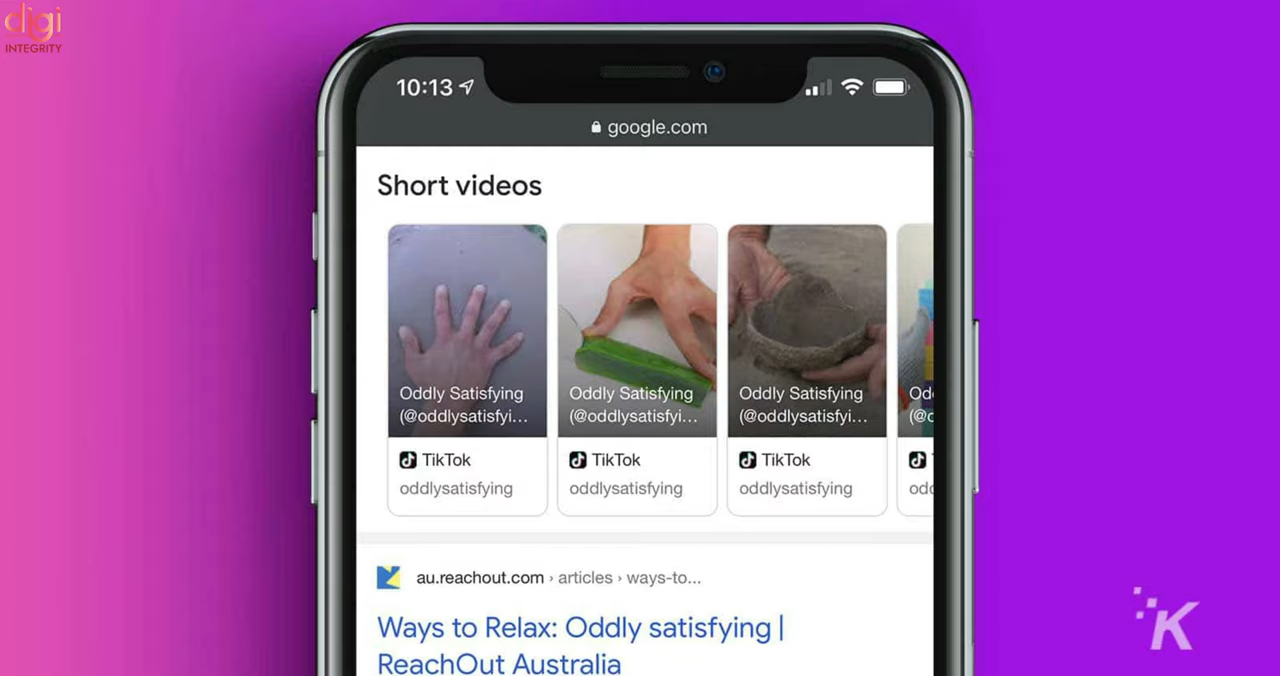 digi
INTEGRITY
10:13
google.com
Short videos
Oddly Satisfying
(@oddlysatisfyi...
TikTok
oddlysatisfying
Oddly Satisfying
(@oddlysatisfyi...
TikTok
oddlysatisfying
Oddly Satisfying
(@oddlysatisfyi...
TikTok
oddlysatisfying
au.reachout.com › articles › ways-to...
Ways to Relax: Oddly satisfying |
ReachOut Australia
K